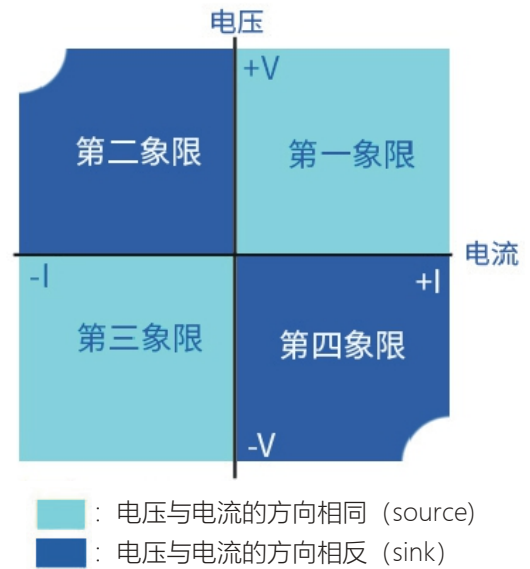 电压
+V
第二象限
第一象限
电流
-I
+I
第三象限
第四象限
-V
：电压与电流的方向相同（source)
：电压与电流的方向相反（sink）